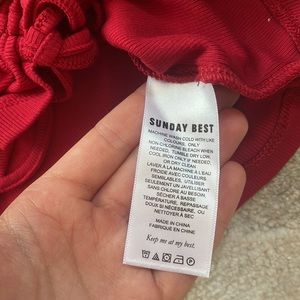 SUNDAY BEST
MACHINE WASH COLD WITH LIKE
COLOURS. ONLY
NON-CHLORINE BLEACH WHEN
NEEDED. TUMBLE DRY LOW.
COOL IRON ONLY IF NEEDED
OR DRY CLEAN
LAVER À LA MACHINE À L'EAU
FROIDE AVEC COULEURS
SEMBLABLES. UTILISER
SEULEMENT UN JAVELLISANT
SANS CHLORE AU BESOIN
SÉCHER À BASSE
TEMPÉRATURE. REPASSAGE
DOUX SI NÉCESSAIRE, OU
NETTOYER À SEC
MADE IN CHINA
FABRIQUÉ EN CHINE
Keep me at my best.